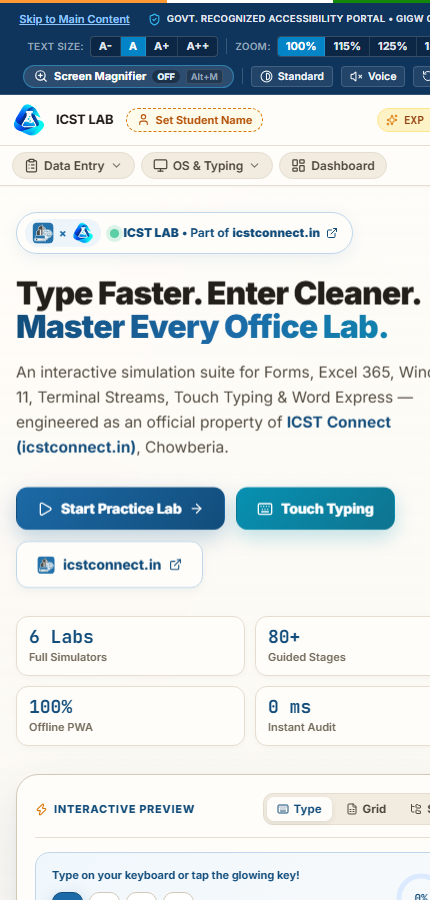 Skip to Main Content GOVT. RECOGNIZED ACCESSIBILITY PORTAL • GIGW
TEXT SIZE: A- A A+ A++ ZOOM: 100% 115% 125%
Screen Magnifier OFF Alt+M Standard Voice
ICST LAB Set Student Name EXP
Data Entry OS & Typing Dashboard
× ICST LAB • Part of icstconnect.in
Type Faster. Enter Cleaner.
Master Every Office Lab.
An interactive simulation suite for Forms, Excel 365,
11, Terminal Streams, Touch Typing & Word Express —
engineered as an official property of ICST Connect
(icstconnect.in), Chowberia.
Start Practice Lab → Touch Typing
icstconnect.in
6 Labs 80+
Full Simulators Guided Stages
100% 0 ms
Offline PWA Instant Audit
INTERACTIVE PREVIEW Type Grid
Type on your keyboard or tap the glowing key!
0%